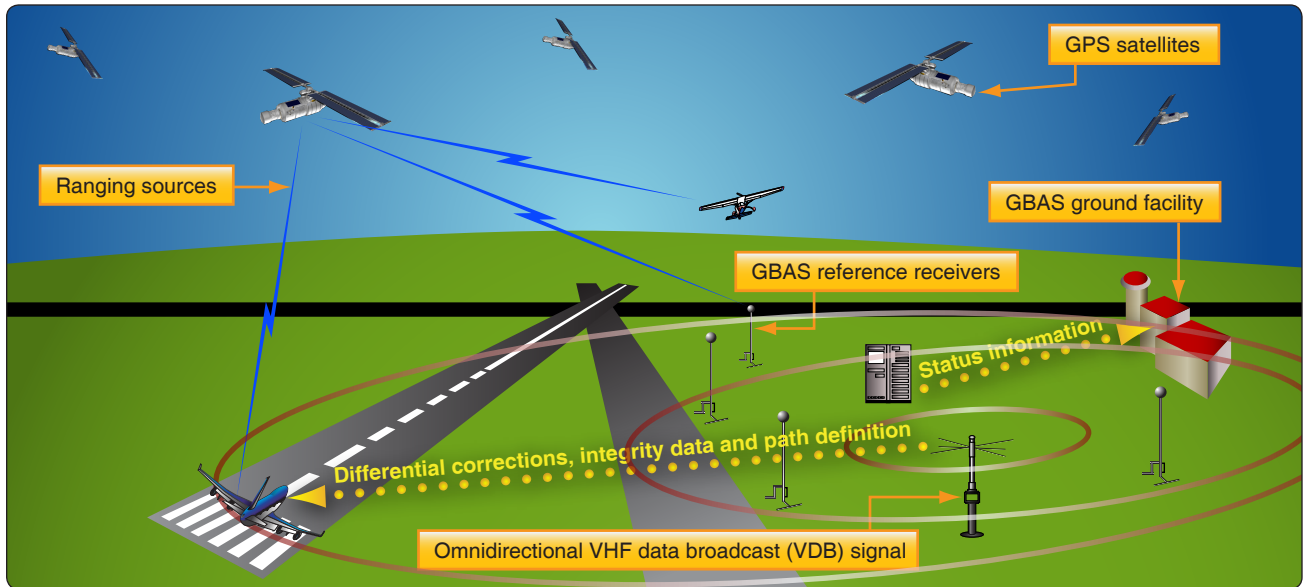 GPS satellites
Ranging sources
GBAS ground facility
GBAS reference receivers
Status information
Differential corrections, integrity data and path definition
Omnidirectional VHF data broadcast (VDB) signal